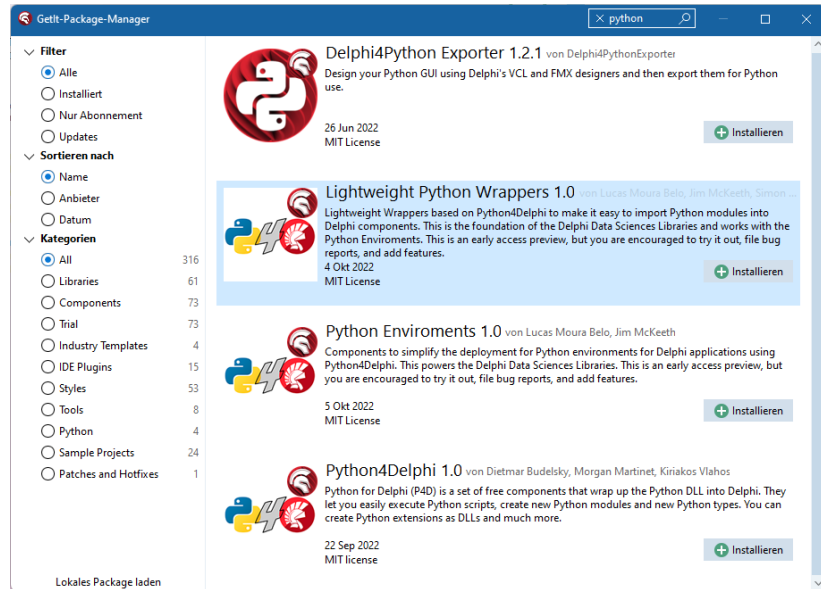 GetIt-Package-Manager
python
Filter
Alle
Installiert
Nur Abonnement
Updates
Sortieren nach
Name
Anbieter
Datum
Kategorien
All 316
Libraries 61
Components 73
Trial 73
Industry Templates 4
IDE Plugins 15
Styles 53
Tools 8
Python 4
Sample Projects 24
Patches and Hotfixes 1
Lokales Package laden
Delphi4Python Exporter 1.2.1 von Delphi4PythonExporter
Design your Python GUI using Delphi's VCL and FMX designers and then export them for Python
use.
26 Jun 2022
MIT License
Installieren
Lightweight Python Wrappers 1.0 von Lucas Moura Belo, Jim McKeeth, Simon ...
Lightweight Wrappers based on Python4Delphi to make it easy to import Python modules into
Delphi components. This is the foundation of the Delphi Data Sciences Libraries and works with the
Python Enviroments. This is an early access preview, but you are encouraged to try it out, file bug
reports, and add features.
4 Okt 2022
MIT License
Installieren
Python Enviroments 1.0 von Lucas Moura Belo, Jim McKeeth
Components to simplify the deployment for Python environments for Delphi applications using
Python4Delphi. This powers the Delphi Data Sciences Libraries. This is an early access preview, but
you are encouraged to try it out, file bug reports, and add features.
5 Okt 2022
MIT License
Installieren
Python4Delphi 1.0 von Dietmar Budelsky, Morgan Martinet, Kiriakos Vlahos
Python for Delphi (P4D) is a set of free components that wrap up the Python DLL into Delphi. They
let you easily execute Python scripts, create new Python modules and new Python types. You can
create Python extensions as DLLs and much more.
22 Sep 2022
MIT license
Installieren